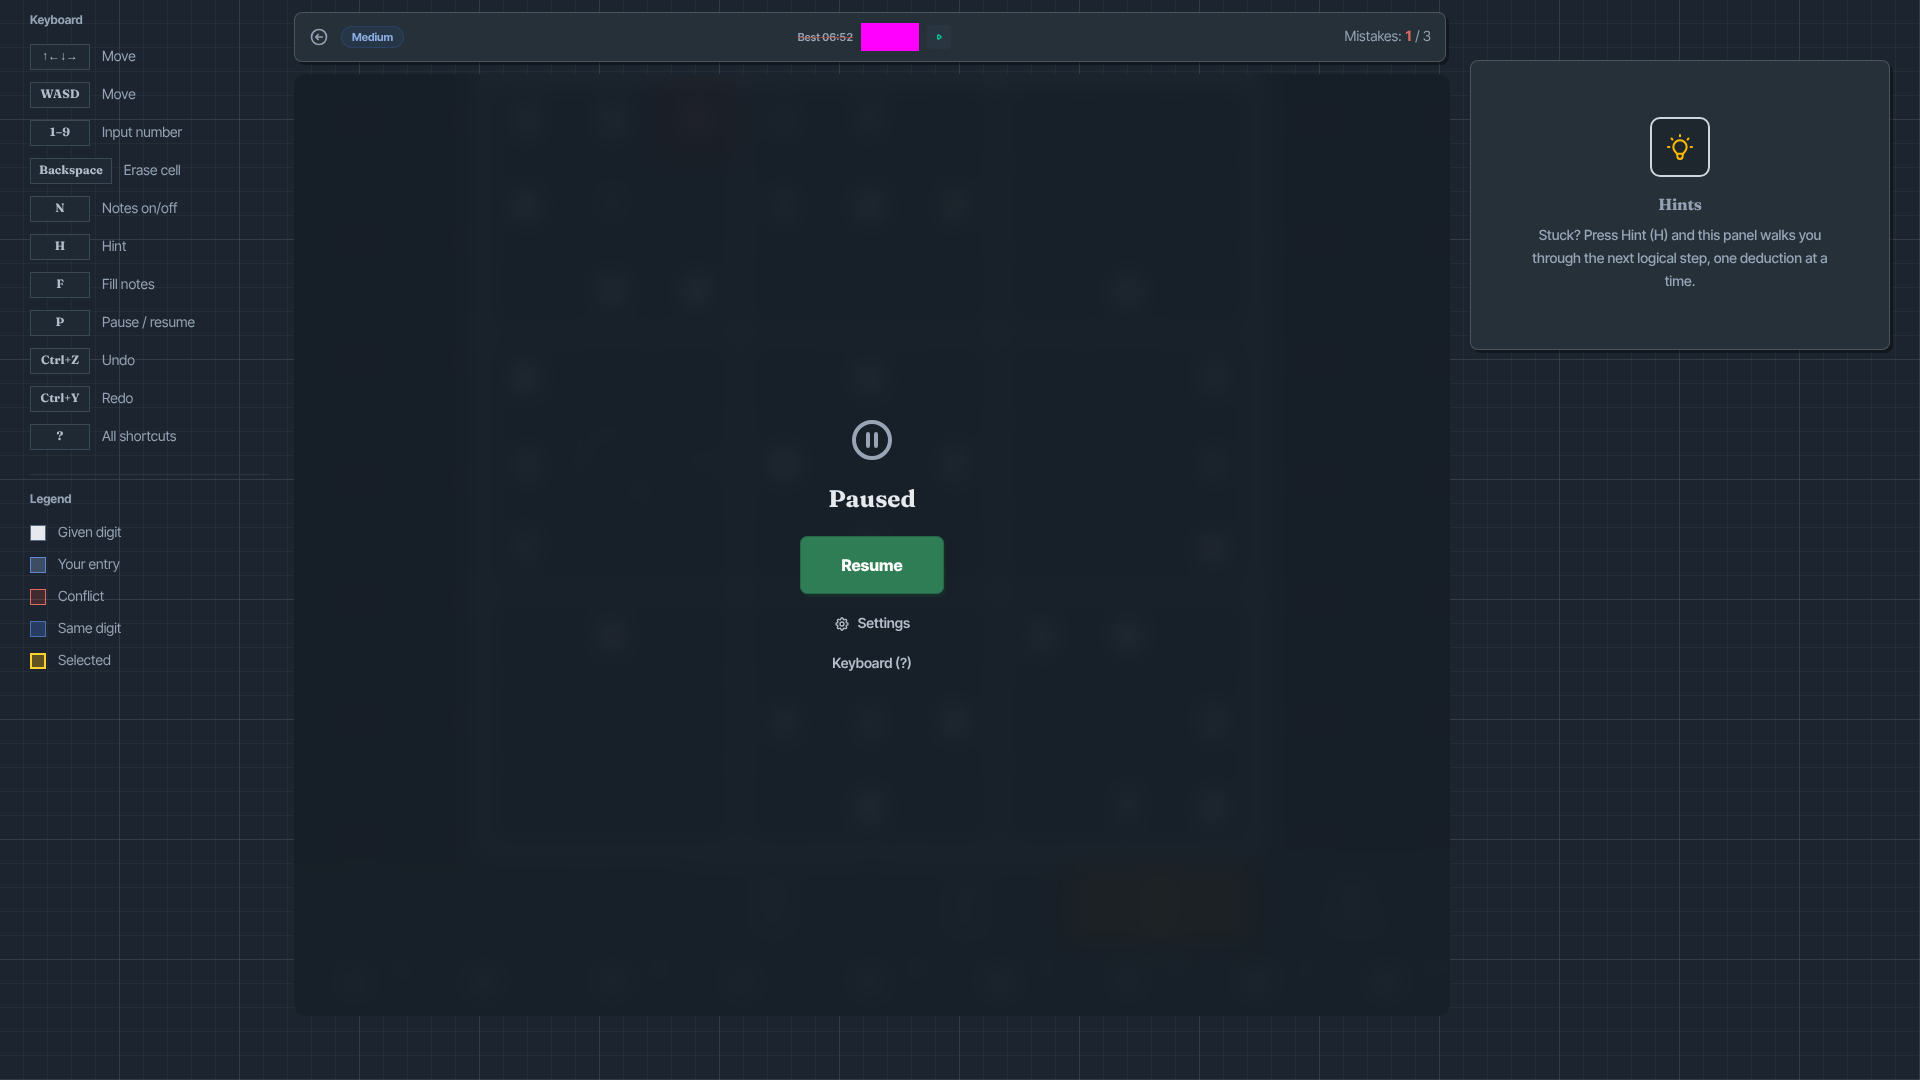 Keyboard
↑←↓→ Move
WASD Move
1–9 Input number
Backspace Erase cell
N Notes on/off
H Hint
F Fill notes
P Pause / resume
Ctrl+Z Undo
Ctrl+Y Redo
? All shortcuts
Legend
Given digit
Your entry
Conflict
Same digit
Selected
Medium
Best 06:52
Mistakes: 1 / 3
Paused
Resume
Settings
Keyboard (?)
Hints
Stuck? Press Hint (H) and this panel walks you
through the next logical step, one deduction at a
time.